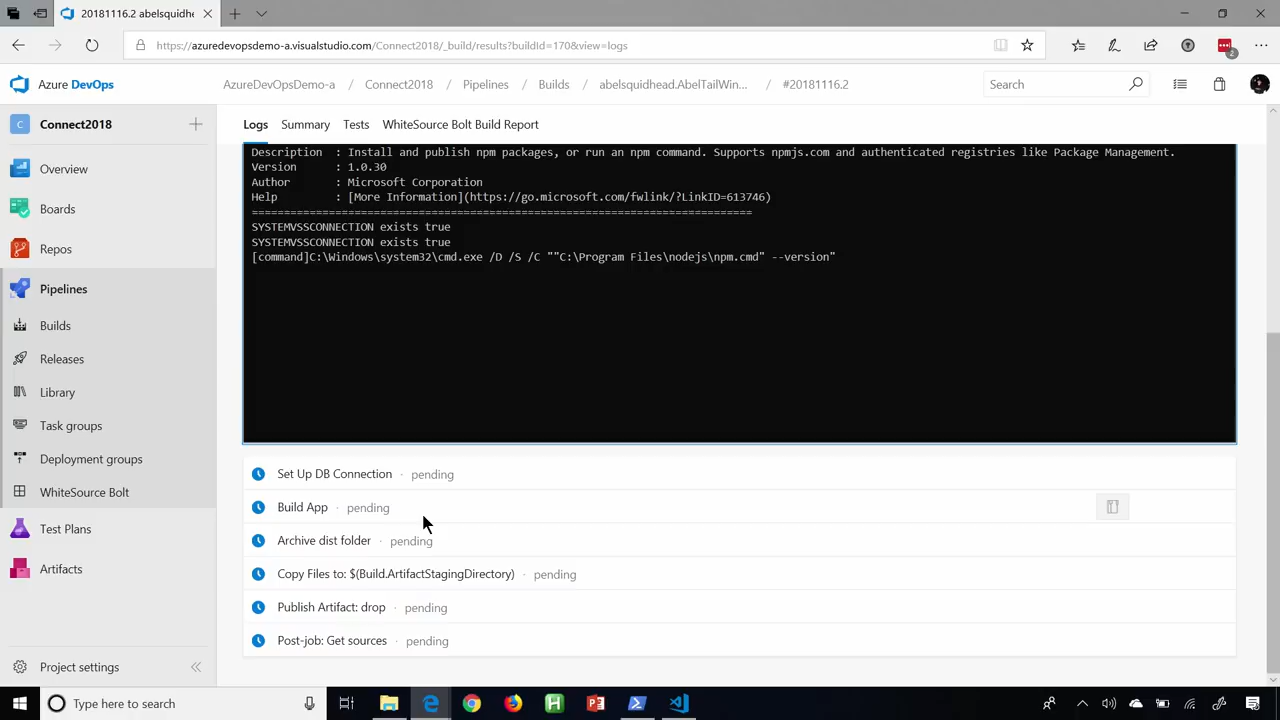 20181116.2 abelsquidhe
https://azuredevopsdemo-a.visualstudio.com/Connect2018/_build/results?buildId=170&view=logs
2
Azure DevOps
AzureDevOpsDemo-a / Connect2018 / Pipelines / Builds / abelsquidhead.AbelTailWin... / #20181116.2
Search
C Connect2018
Logs Summary Tests WhiteSource Bolt Build Report
Overview
Boards
Repos
Pipelines
Builds
Releases
Library
Task groups
Deployment groups
WhiteSource Bolt
Test Plans
Artifacts
Project settings
Description : Install and publish npm packages, or run an npm command. Supports npmjs.com and authenticated registries like Package Management.
Version : 1.0.30
Author : Microsoft Corporation
Help : [More Information](https://go.microsoft.com/fwlink/?LinkID=613746)
==============================================================================
SYSTEMVSSCONNECTION exists true
SYSTEMVSSCONNECTION exists true
[command]C:\Windows\system32\cmd.exe /D /S /C ""C:\Program Files\nodejs\npm.cmd" --version"
Set Up DB Connection · pending
Build App · pending
Archive dist folder · pending
Copy Files to: $(Build.ArtifactStagingDirectory) · pending
Publish Artifact: drop · pending
Post-job: Get sources · pending
Type here to search